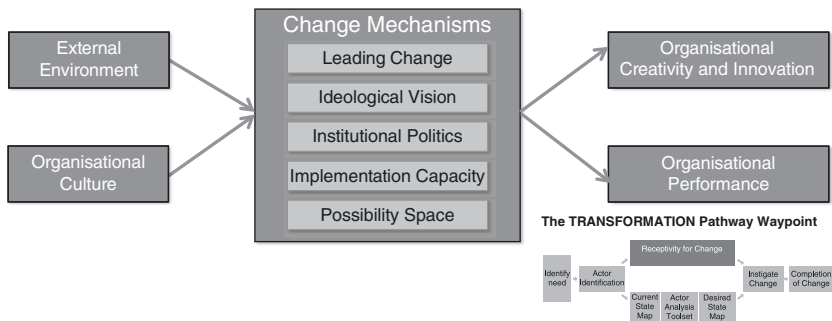 External
Environment
Organisational
Culture
Change Mechanisms
Leading Change
Ideological Vision
Institutional Politics
Implementation Capacity
Possibility Space
Organisational
Creativity and Innovation
Organisational
Performance
The TRANSFORMATION Pathway Waypoint
Identify
need
Actor
Identification
Receptivity for Change
Current
State
Map
Actor
Analysis
Toolset
Desired
State
Map
Instigate
Change
Completion
of Change